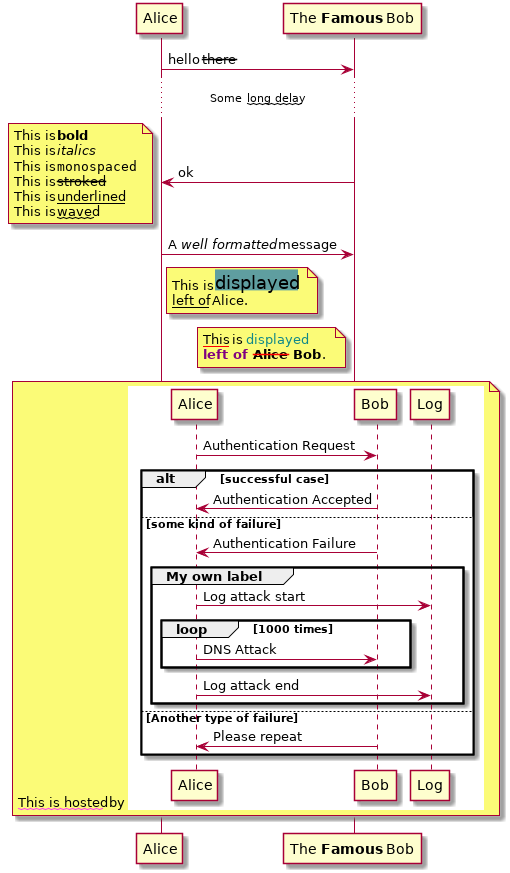 Alice
The Famous Bob
hello there
Some long delay
This is bold
This is italics
This is monospaced
This is stroked
This is underlined
This is waved
ok
A well formatted message
This is displayed
left of Alice.
This is displayed
left of Alice Bob.
Alice
Bob
Log
Authentication Request
alt
[successful case]
Authentication Accepted
[some kind of failure]
Authentication Failure
My own label
Log attack start
loop
[1000 times]
DNS Attack
Log attack end
[Another type of failure]
Please repeat
Alice
Bob
Log
This is hosted by
Alice
The Famous Bob